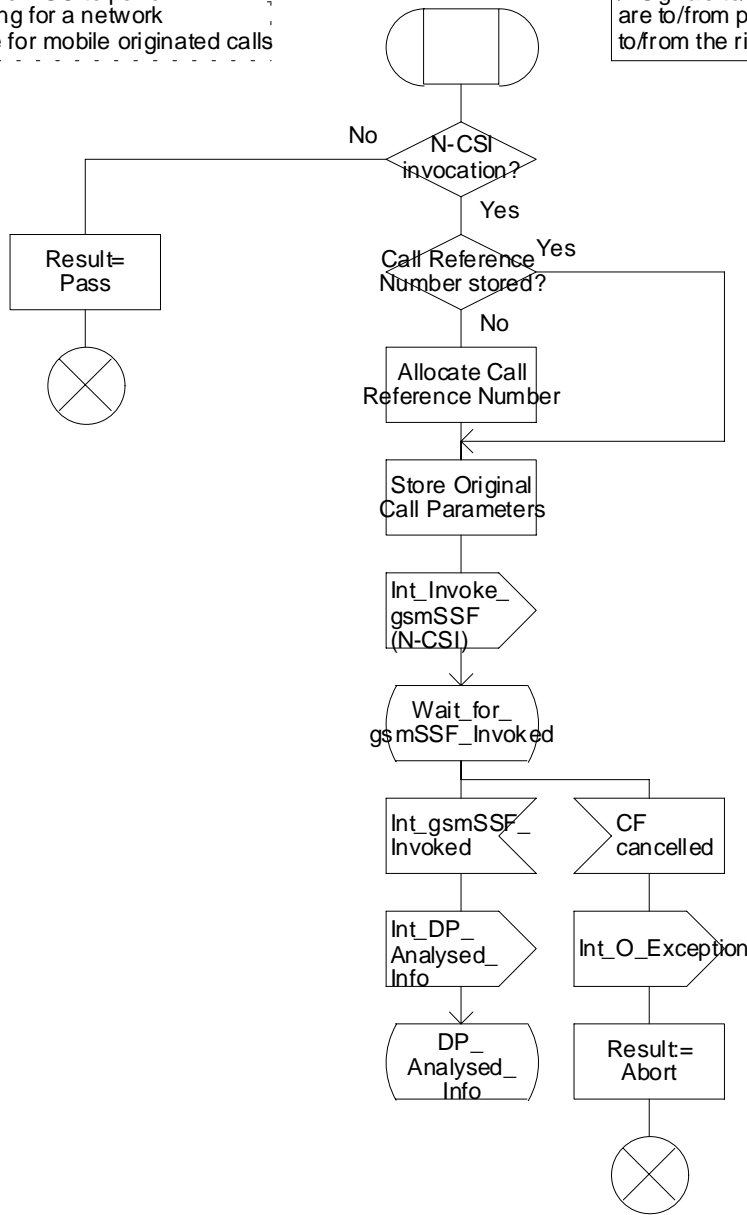 ng for a network
e for mobile originated calls
are to/from p
to/from the ri
No
N-CSI
invocation?
Yes
Result=
Pass
Call Reference
Number stored?
Yes
No
Allocate Call
Reference Number
Store Original
Call Parameters
Int_Invoke_
gsmSSF
(N-CSI)
Wait_for_
gsmSSF_Invoked
Int_gsmSSF_
Invoked
CF
cancelled
Int_DP_
Analysed_
Info
Int_O_Exception
DP_
Analysed_
Info
Result:=
Abort